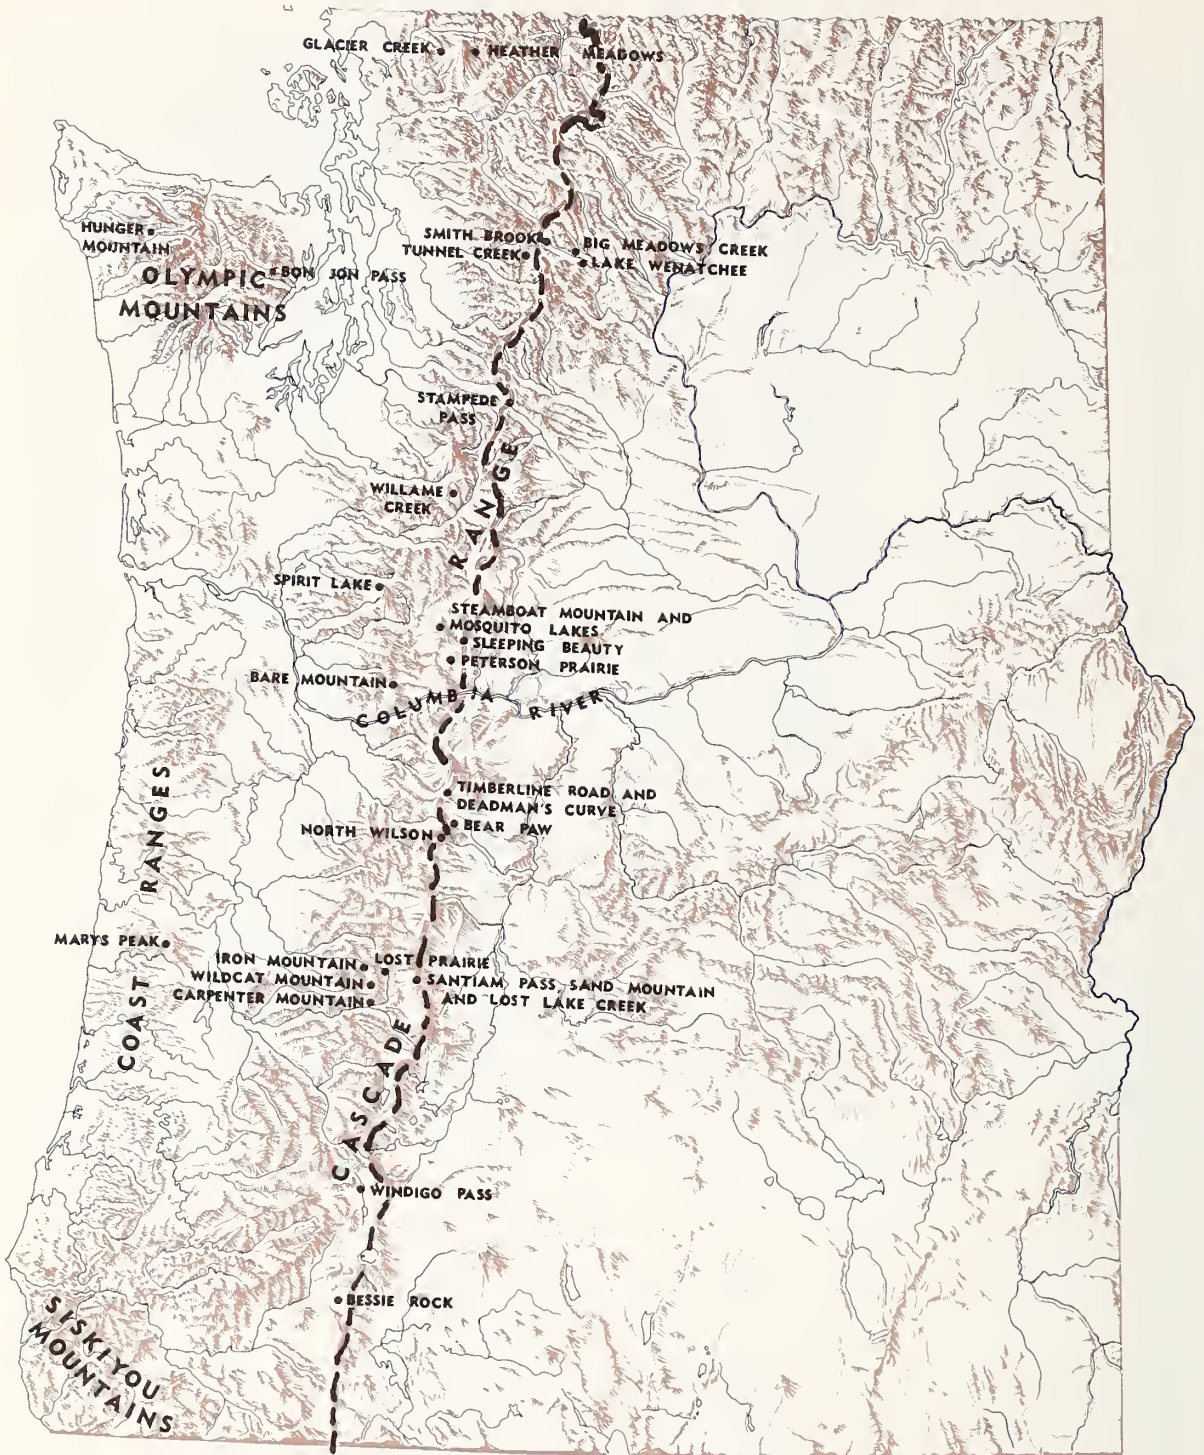 GLACIER CREEK
HEATHER MEADOWS
HUNGER
MOUNTAIN
SMITH BROOK
TUNNEL CREEK
BIG MEADOWS CREEK
LAKE WENATCHEE
BON JON PASS
OLYMPIC
MOUNTAINS
STAMPEDE
PASS
WILLAME
CREEK
SPIRIT LAKE
STEAMBOAT MOUNTAIN AND
MOSQUITO LAKES
SLEEPING BEAUTY
PETERSON PRAIRIE
BARE MOUNTAIN
COLUMBIA RIVER
TIMBERLINE ROAD AND
DEADMAN'S CURVE
BEAR PAW
NORTH WILSON
COAST RANGES
MARYS PEAK
IRON MOUNTAIN
LOST PRAIRIE
WILDCAT MOUNTAIN
CARPENTER MOUNTAIN
SANTIAM PASS, SAND MOUNTAIN
AND LOST LAKE CREEK
CASCADE RANGE
WINDIGO PASS
BESSIE ROCK
SISKIYOU
MOUNTAINS